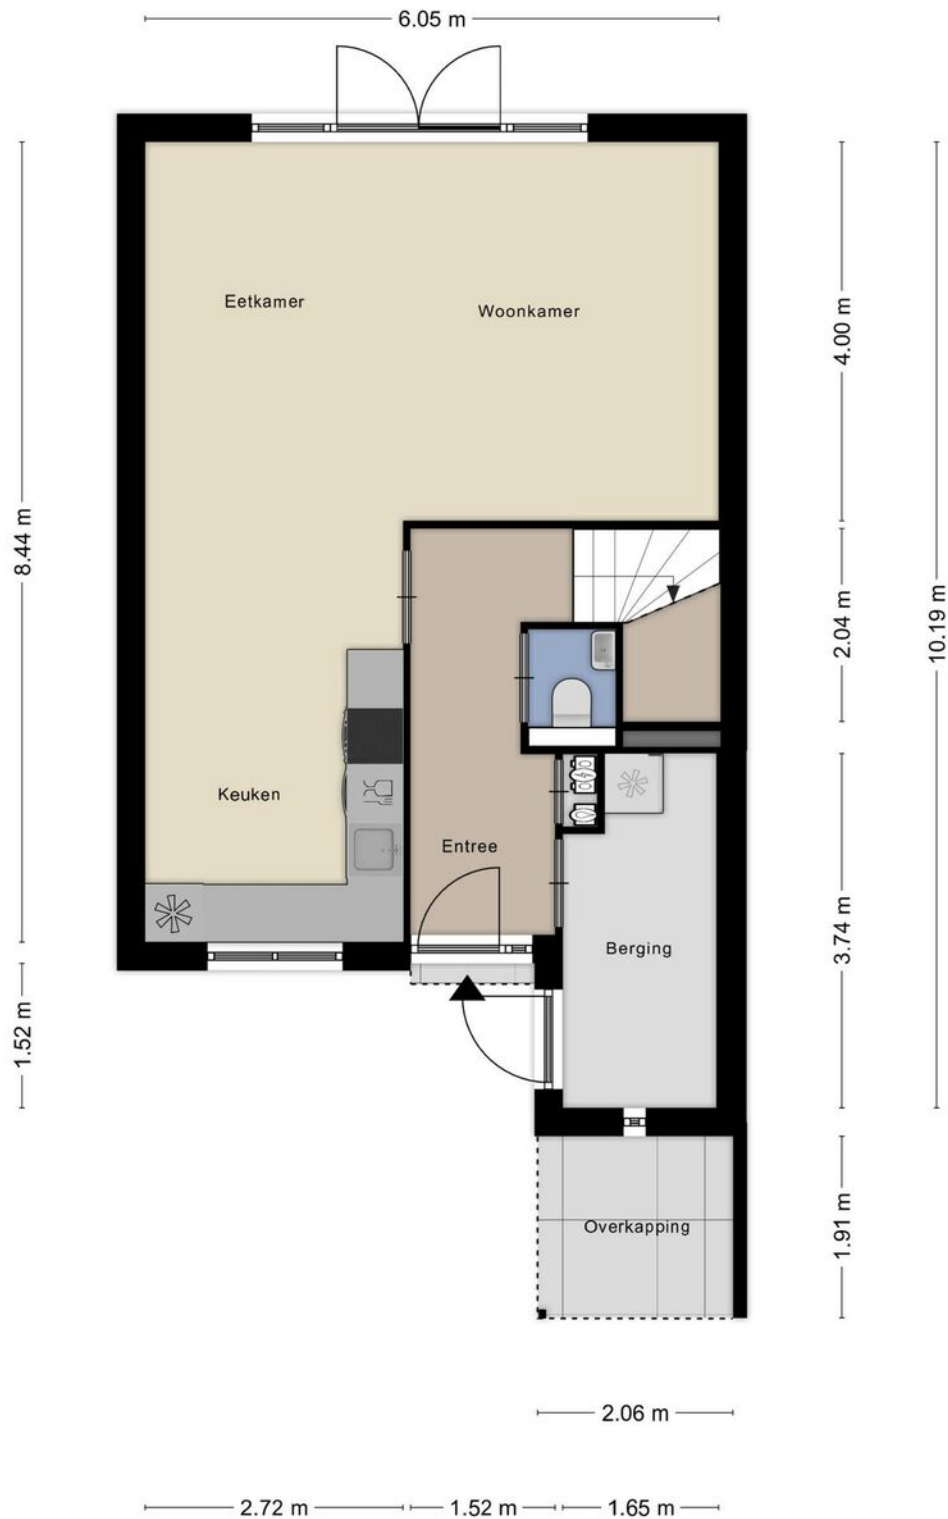 6.05 m
Eetkamer
Woonkamer
4.00 m
8.44 m
2.04 m
10.19 m
Keuken
Entree
3.74 m
Berging
1.52 m
1.91 m
Overkapping
2.06 m
2.72 m
1.52 m
1.65 m